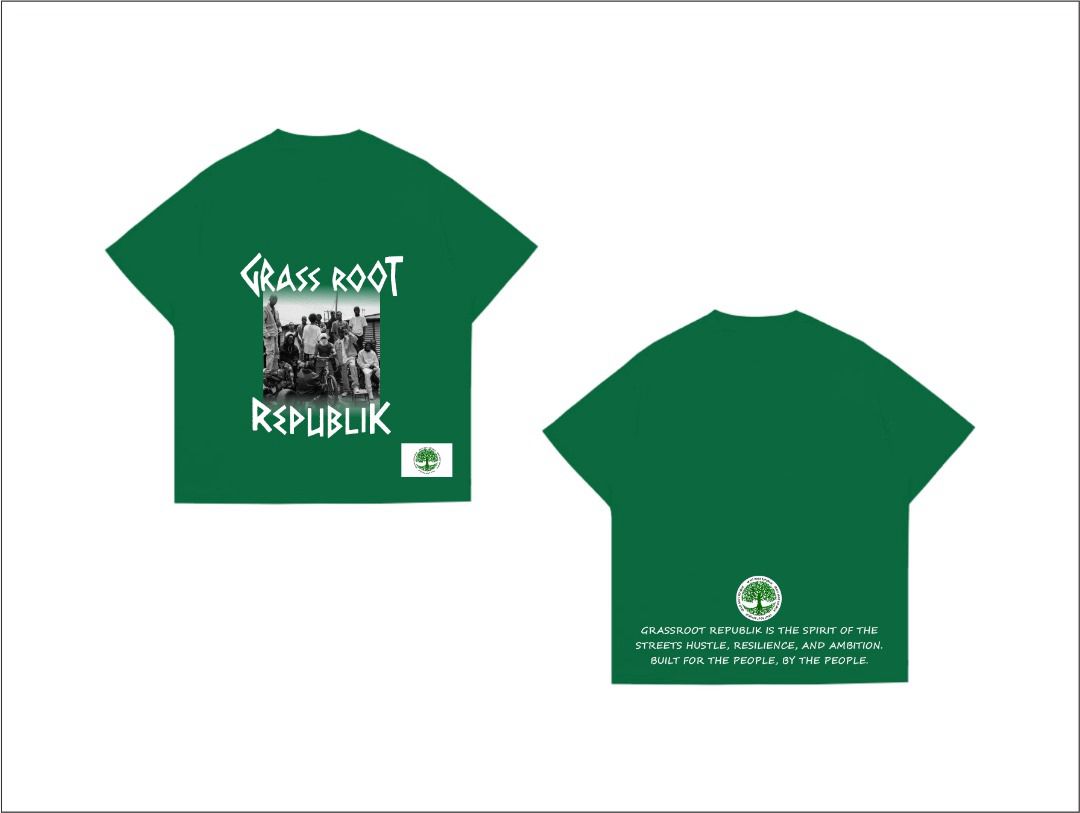 GRASS ROOT
REPUBLIK
GRASSROOT REPUBLIK IS THE SPIRIT OF THE
STREETS HUSTLE, RESILIENCE, AND AMBITION.
BUILT FOR THE PEOPLE, BY THE PEOPLE.